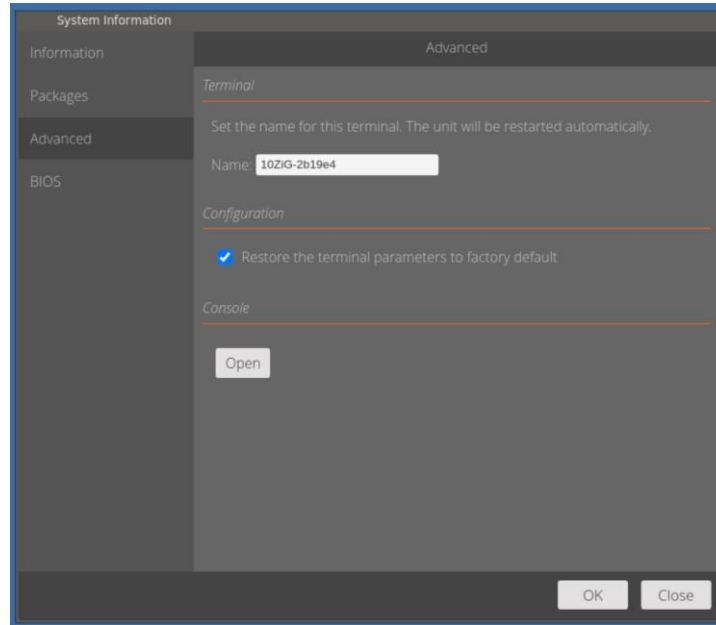 System Information
Information
Packages
Advanced
BIOS
Advanced
Terminal
Set the name for this terminal. The unit will be restarted automatically.
Name: 10ZiG-2b19e4
Configuration
Restore the terminal parameters to factory default
Console
Open
OK
Close